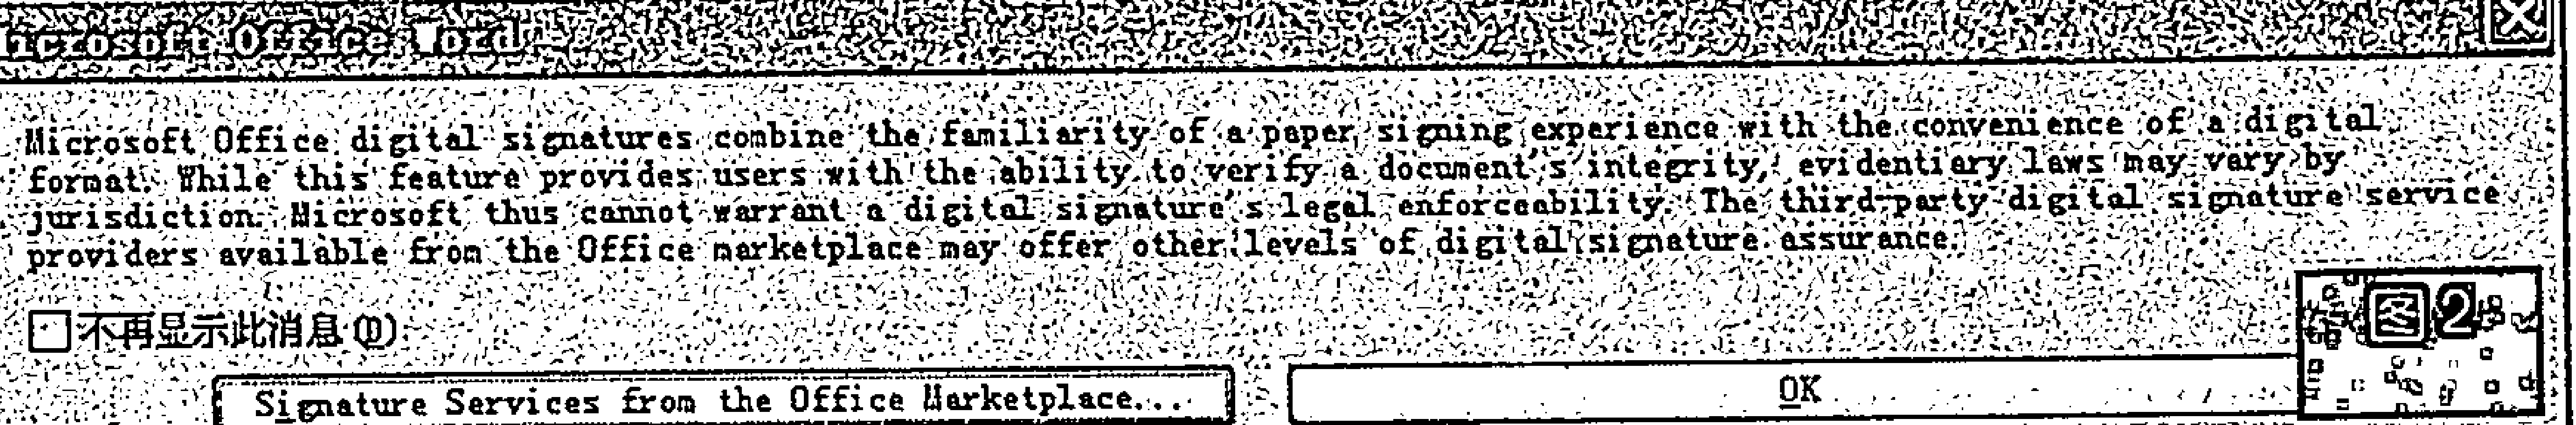 Microsoft Office Word
Microsoft Office digital signatures combine the familiarity of a paper signing experience with the convenience of a digital
format. While this feature provides users with the ability to verify a document's integrity, evidentiary laws may vary by
jurisdiction. Microsoft thus cannot warrant a digital signature's legal enforceability. The third-party digital signature service
providers available from the Office marketplace may offer other levels of digital signature assurance.
不再显示此消息(D)
Signature Services from the Office Marketplace...
OK
图2